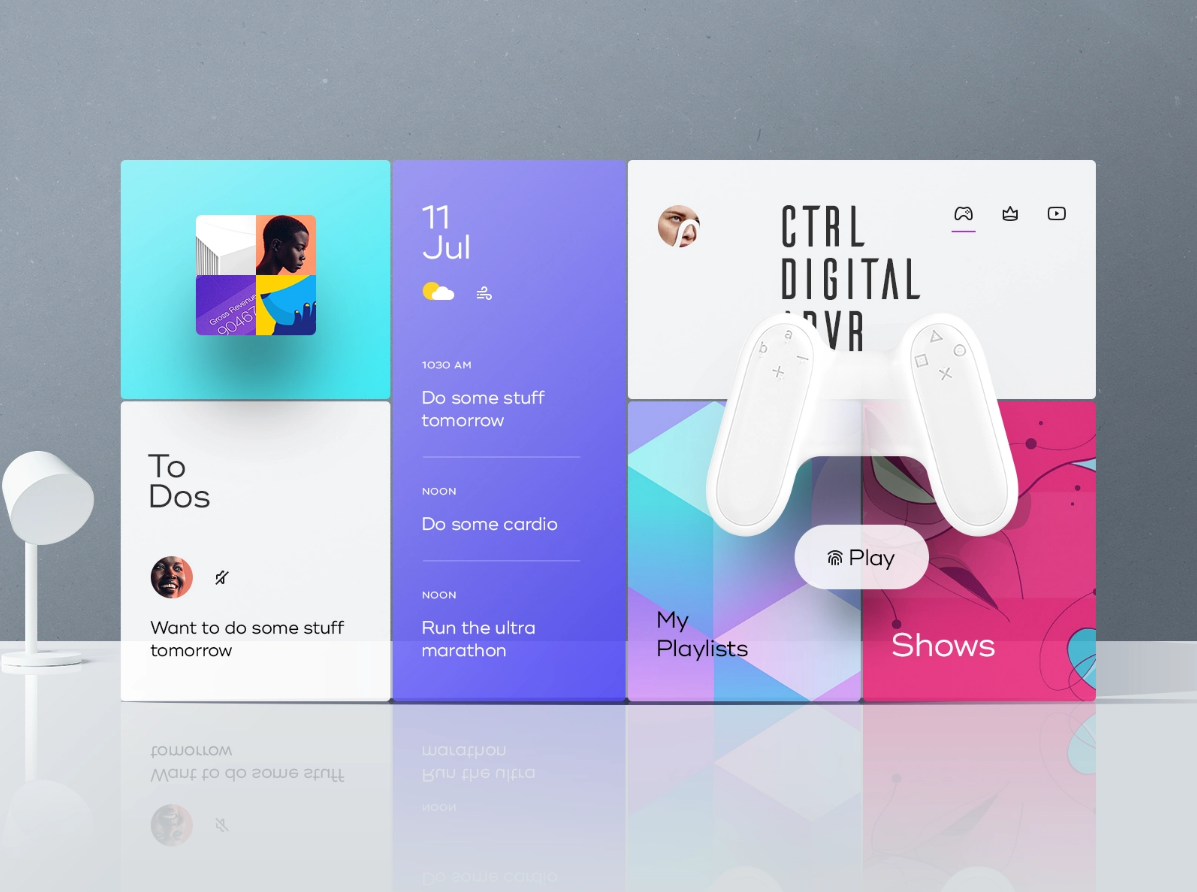 Gross Revenue
90467
To
Dos
Want to do some stuff
tomorrow
11
Jul
1030 AM
Do some stuff
tomorrow
NOON
Do some cardio
NOON
Run the ultra
marathon
CTRL
DIGITAL
b a
My
Playlists
Play
Shows